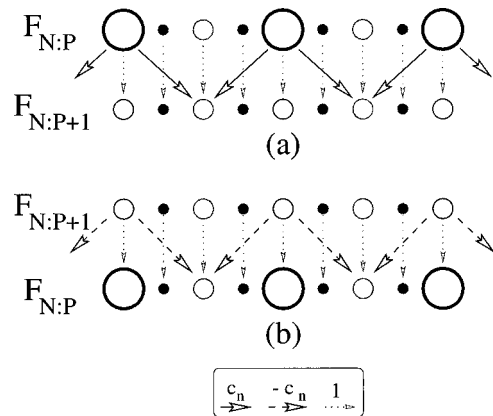 F_{N:P}
F_{N:P+1}
(a)
F_{N:P+1}
F_{N:P}
(b)
c_n -c_n 1